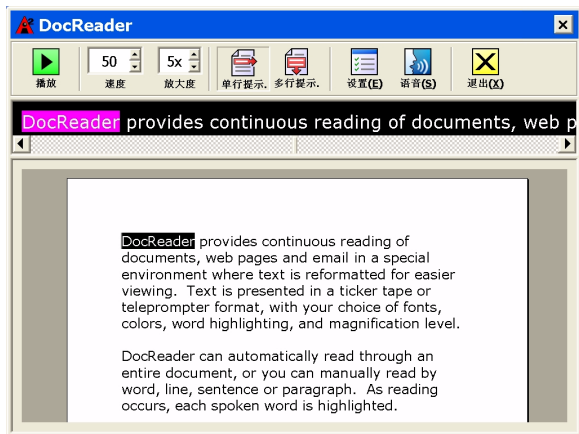 DocReader
50
5x
播放
速度
放大度
单行提示.
多行提示.
设置(E)
语音(S)
退出(X)
DocReader provides continuous reading of documents, web p
DocReader provides continuous reading of
documents, web pages and email in a special
environment where text is reformatted for easier
viewing.  Text is presented in a ticker tape or
teleprompter format, with your choice of fonts,
colors, word highlighting, and magnification level.
DocReader can automatically read through an
entire document, or you can manually read by
word, line, sentence or paragraph.  As reading
occurs, each spoken word is highlighted.